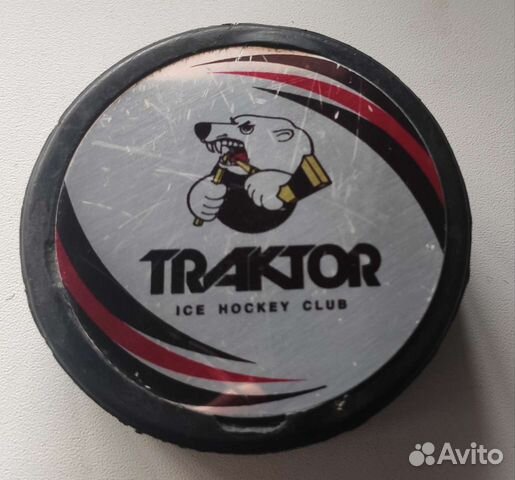 TRAKTOR
ICE HOCKEY CLUB
Avito